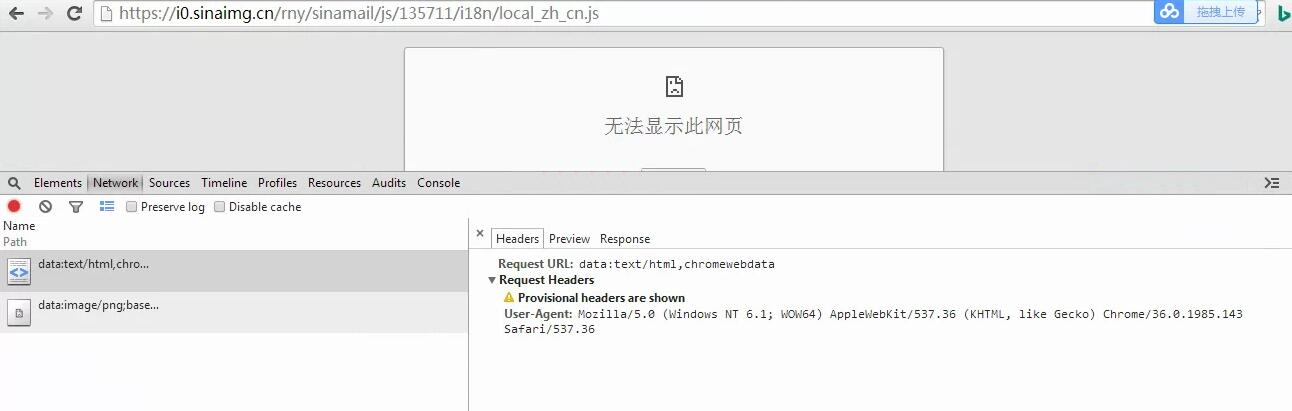 https://i0.sinaimg.cn/rny/sinamail/js/135711/i18n/local_zh_cn.js
拖拽上传
无法显示此网页
Elements Network Sources Timeline Profiles Resources Audits Console
Preserve log Disable cache
Name
Path
× Headers Preview Response
data:text/html,chro...
Request URL: data:text/html,chromewebdata
Request Headers
Provisional headers are shown
data:image/png;base...
User-Agent: Mozilla/5.0 (Windows NT 6.1; WOW64) AppleWebKit/537.36 (KHTML, like Gecko) Chrome/36.0.1985.143
Safari/537.36